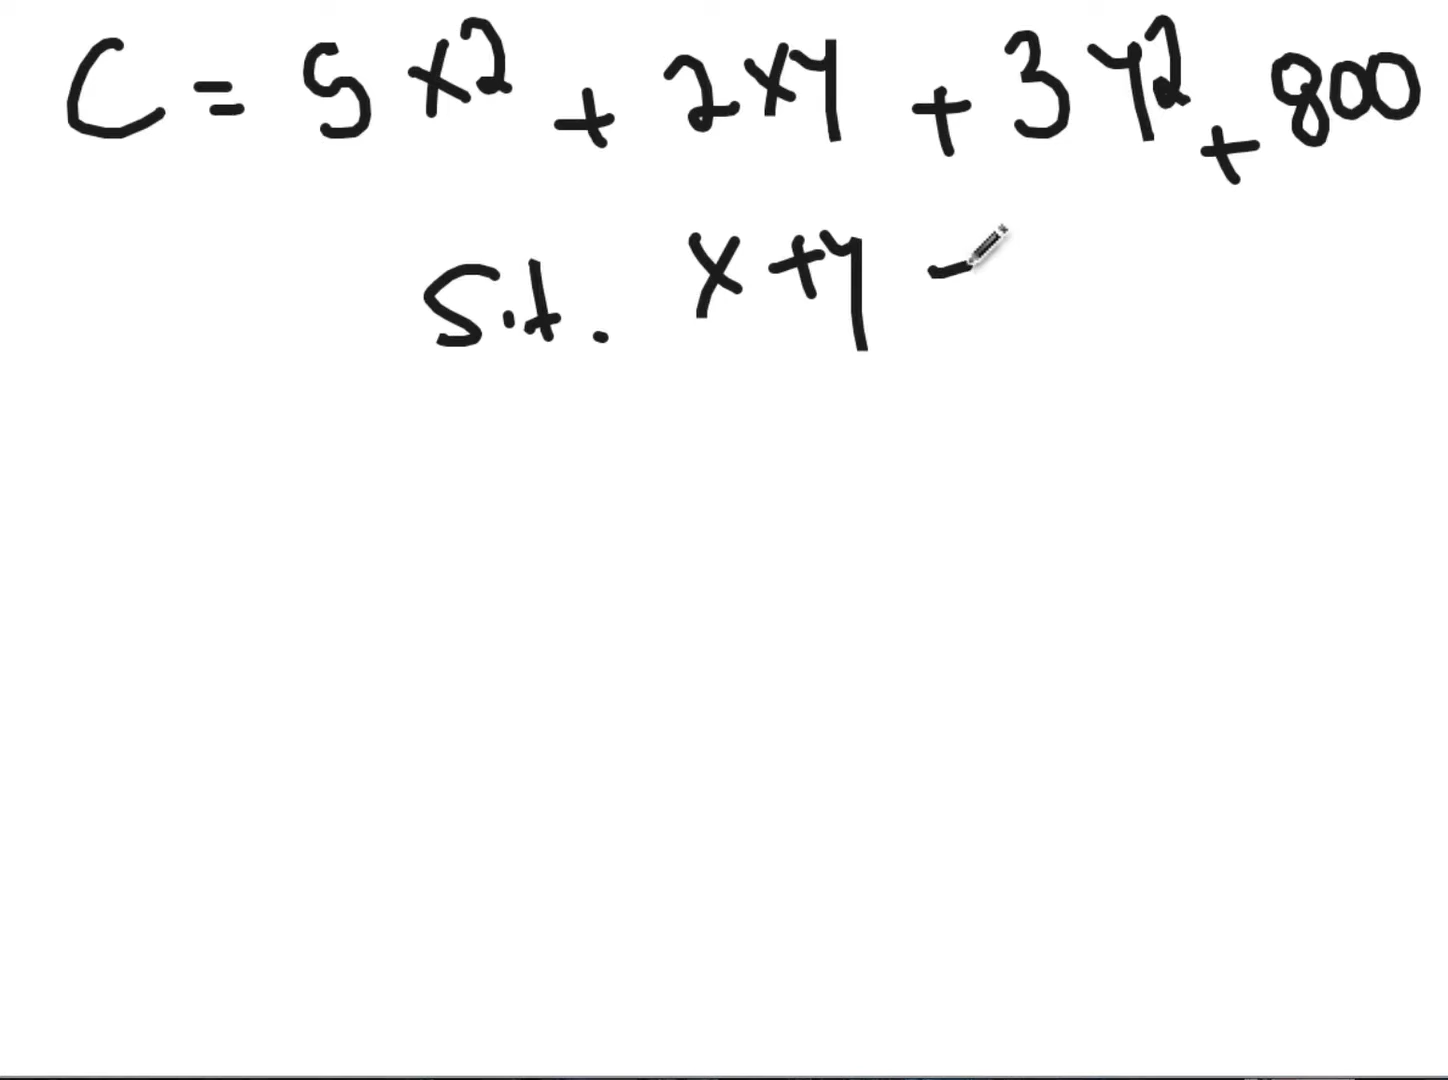 C = 5x² + 2xy + 3y² + 800
s.t. x + y -